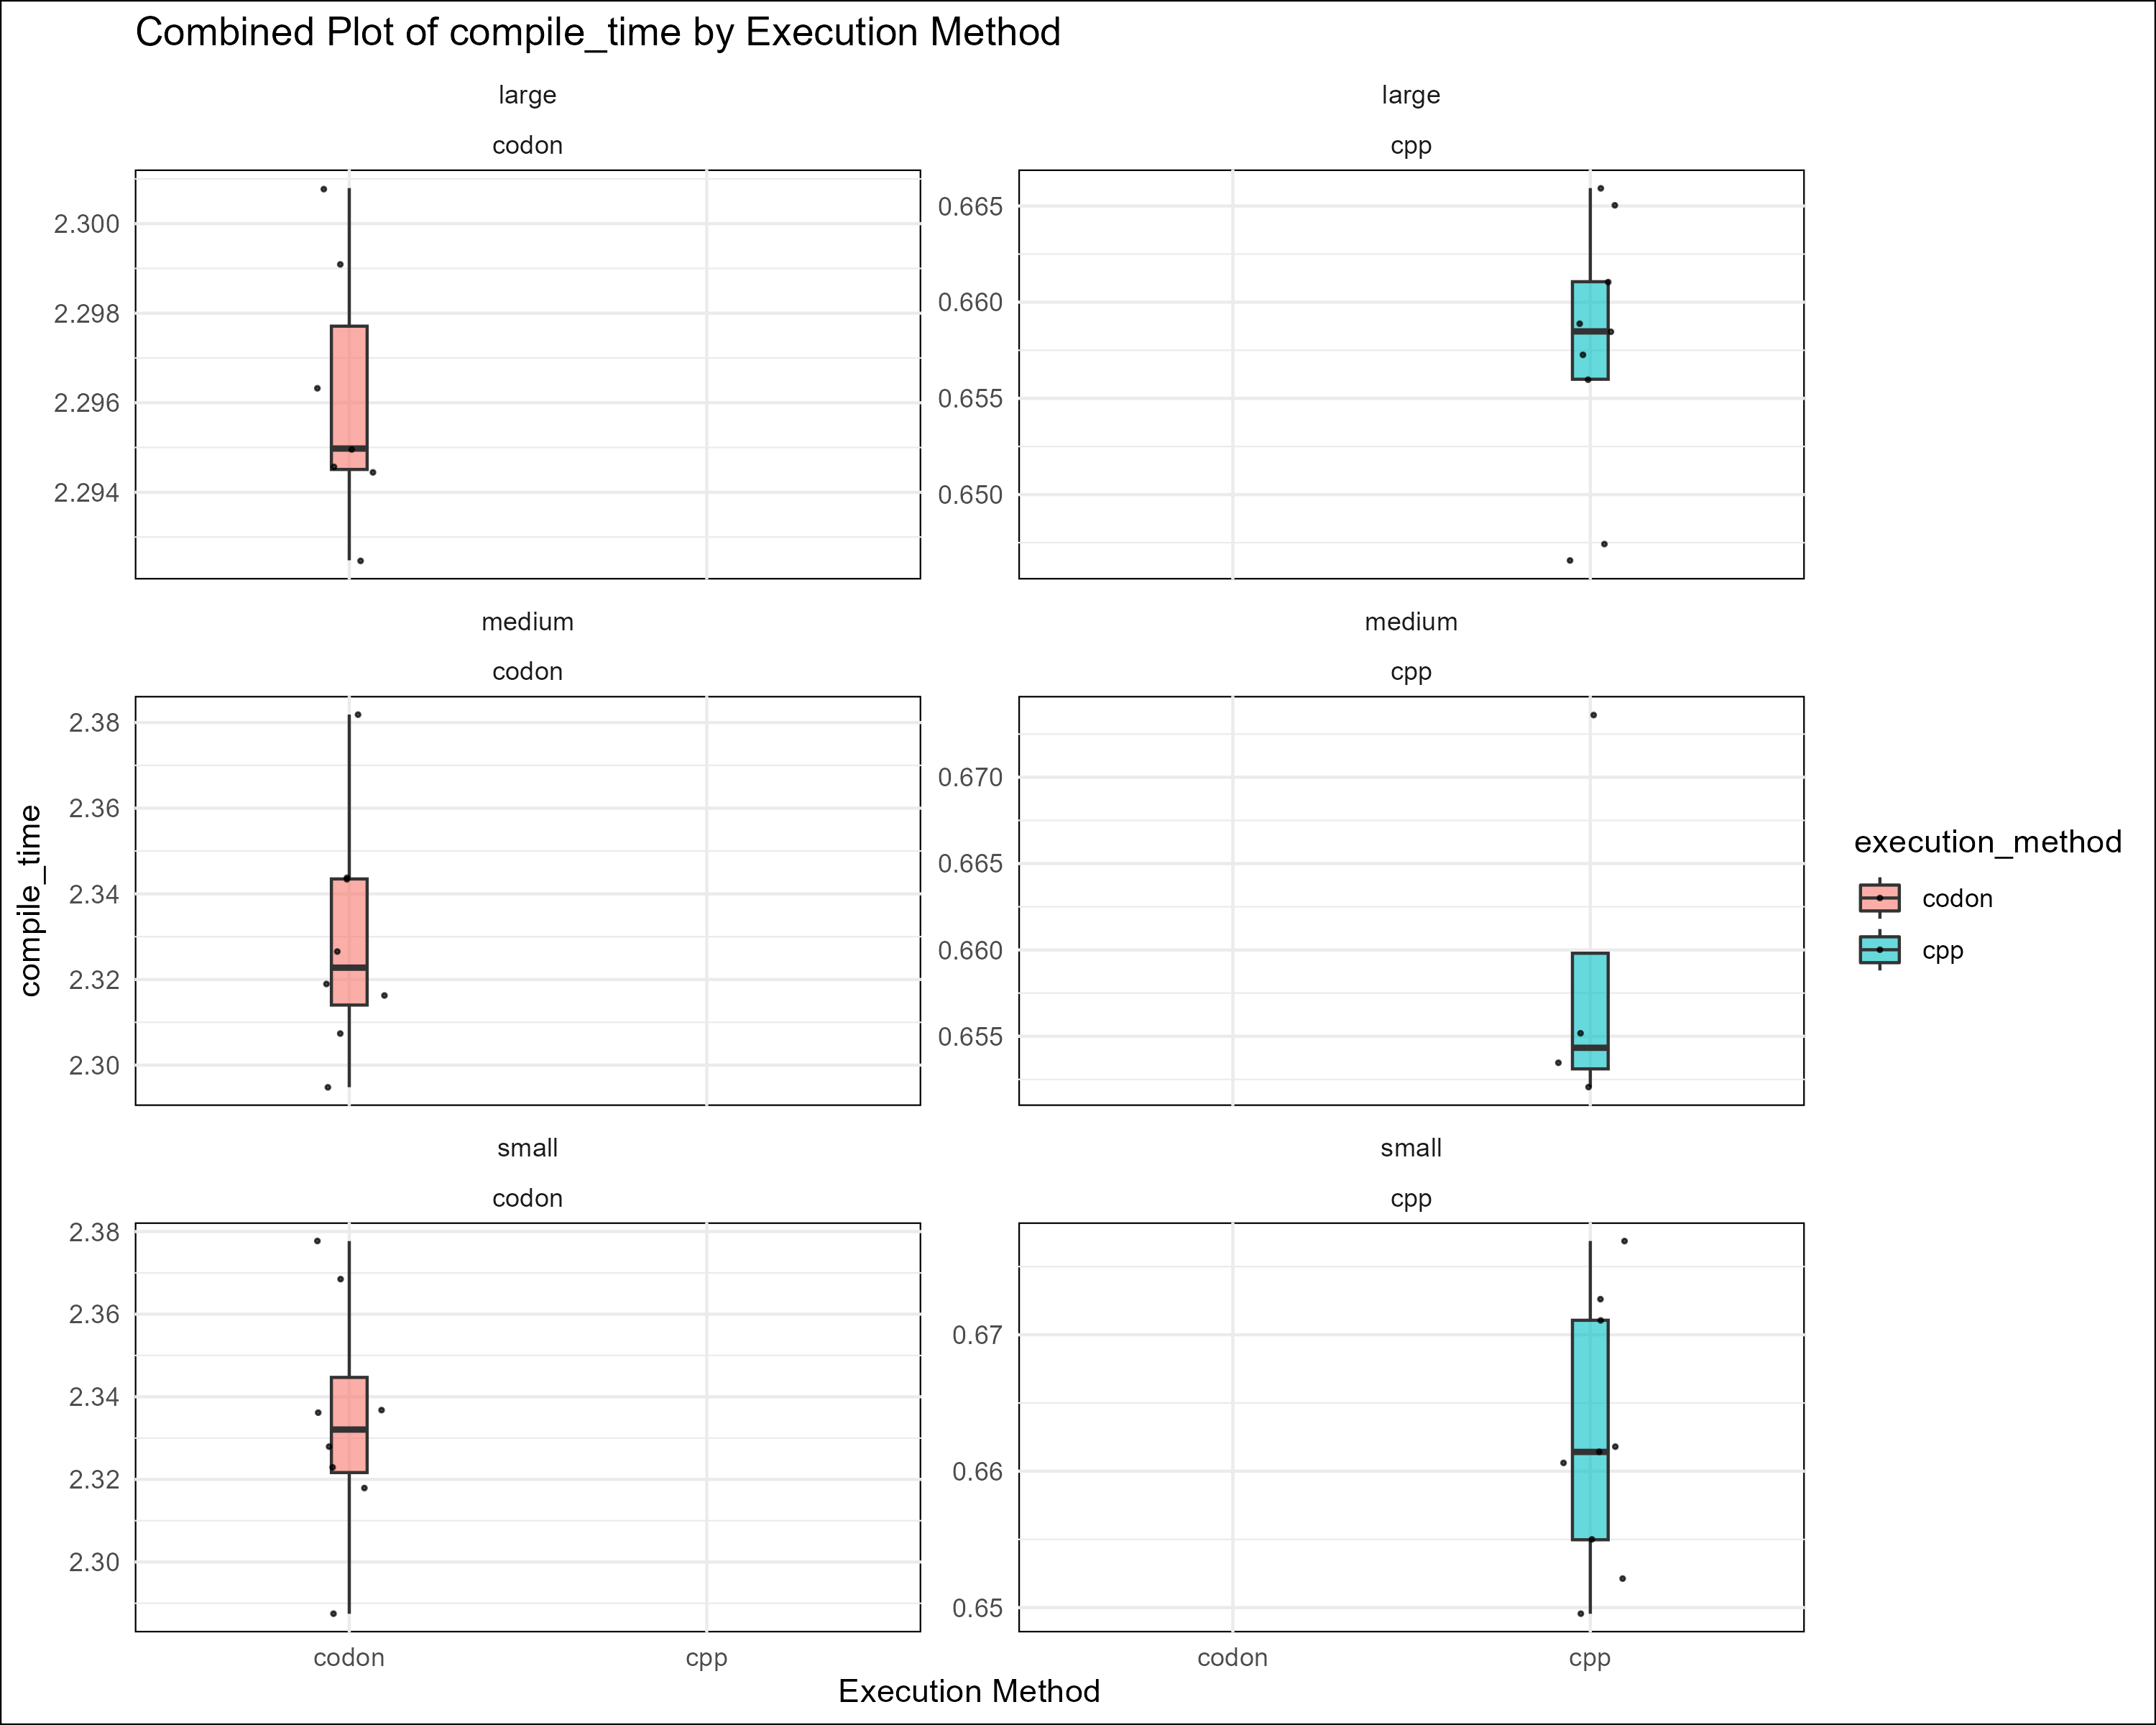 Combined Plot of compile_time by Execution Method
large
codon
2.300
2.298
2.296
2.294
large
cpp
0.665
0.660
0.655
0.650
medium
codon
2.38
2.36
2.34
2.32
2.30
medium
cpp
0.670
0.665
0.660
0.655
small
codon
2.38
2.36
2.34
2.32
2.30
small
cpp
0.67
0.66
0.65
codon cpp
codon cpp
Execution Method
compile_time
execution_method
codon
cpp